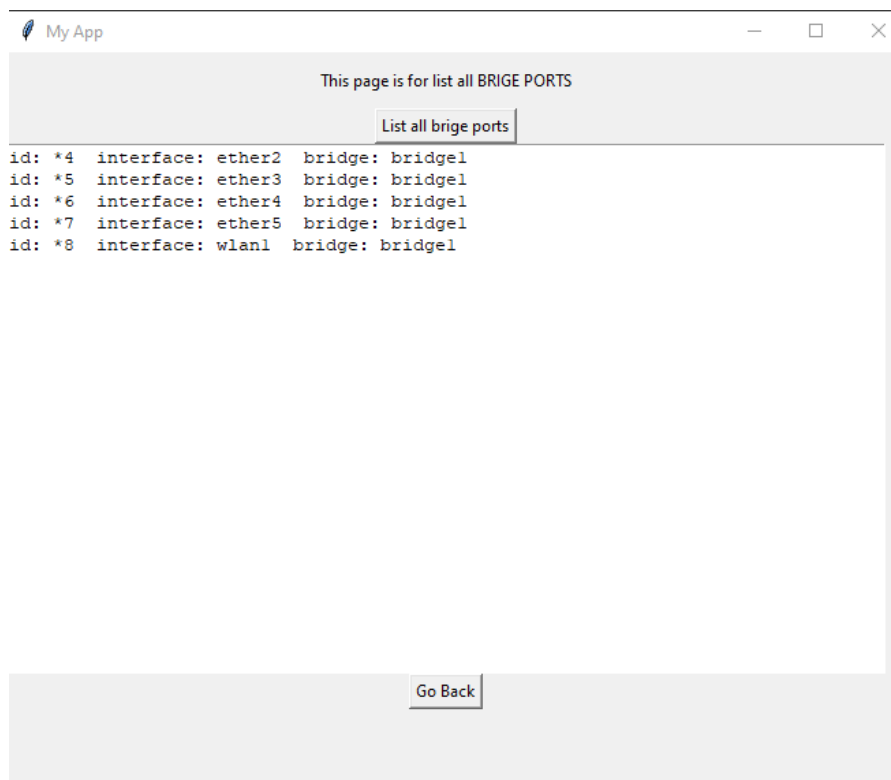 My App
This page is for list all BRIGE PORTS
List all brige ports
id: *4  interface: ether2  bridge: bridge1
id: *5  interface: ether3  bridge: bridge1
id: *6  interface: ether4  bridge: bridge1
id: *7  interface: ether5  bridge: bridge1
id: *8  interface: wlan1  bridge: bridge1
Go Back